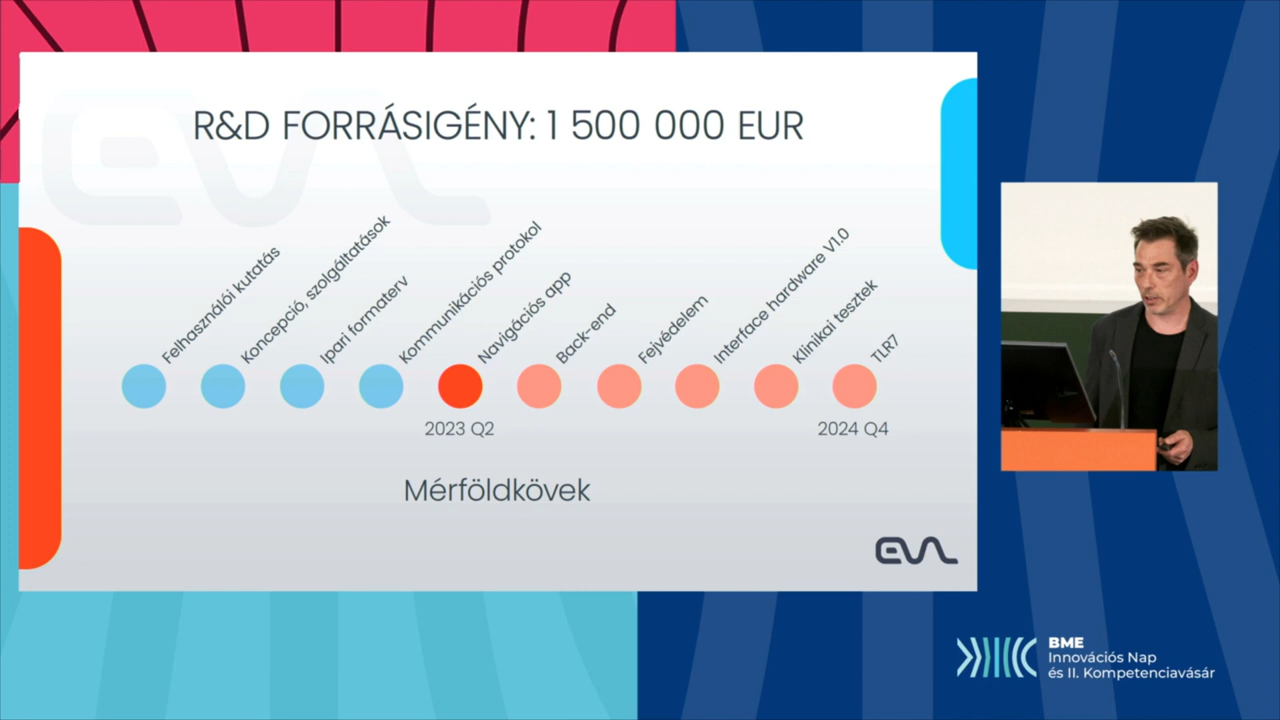 R&D FORRÁSIGÉNY: 1 500 000 EUR
Felhasználói kutatás
Koncepció, szolgáltatások
Ipari formaterv
Kommunikációs protokol
Navigációs app
Back-end
Fejvédelem
Interface hardware V1.0
Klinikai tesztek
TLR7
2023 Q2
2024 Q4
Mérföldkövek
EVA
BME
Innovációs Nap
és II. Kompetenciavásár